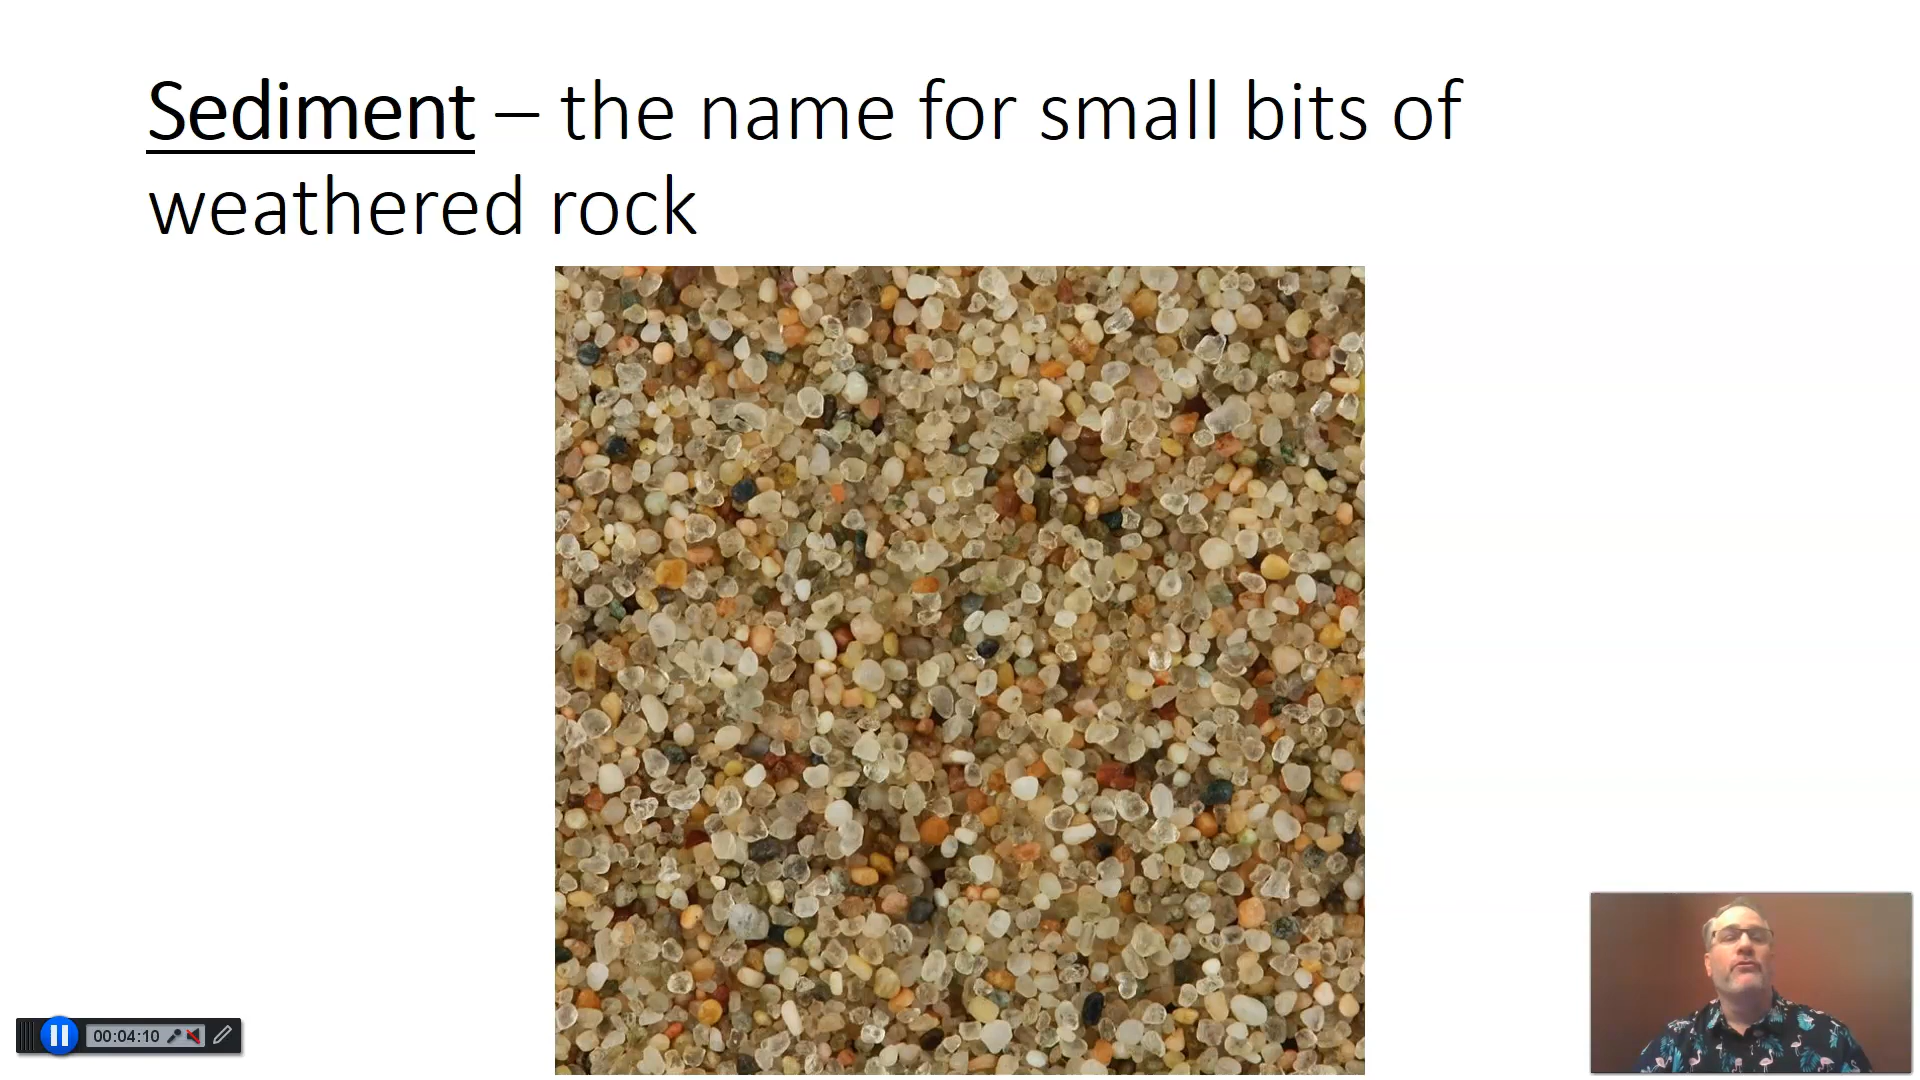 Sediment – the name for small bits of
weathered rock
00:04:10